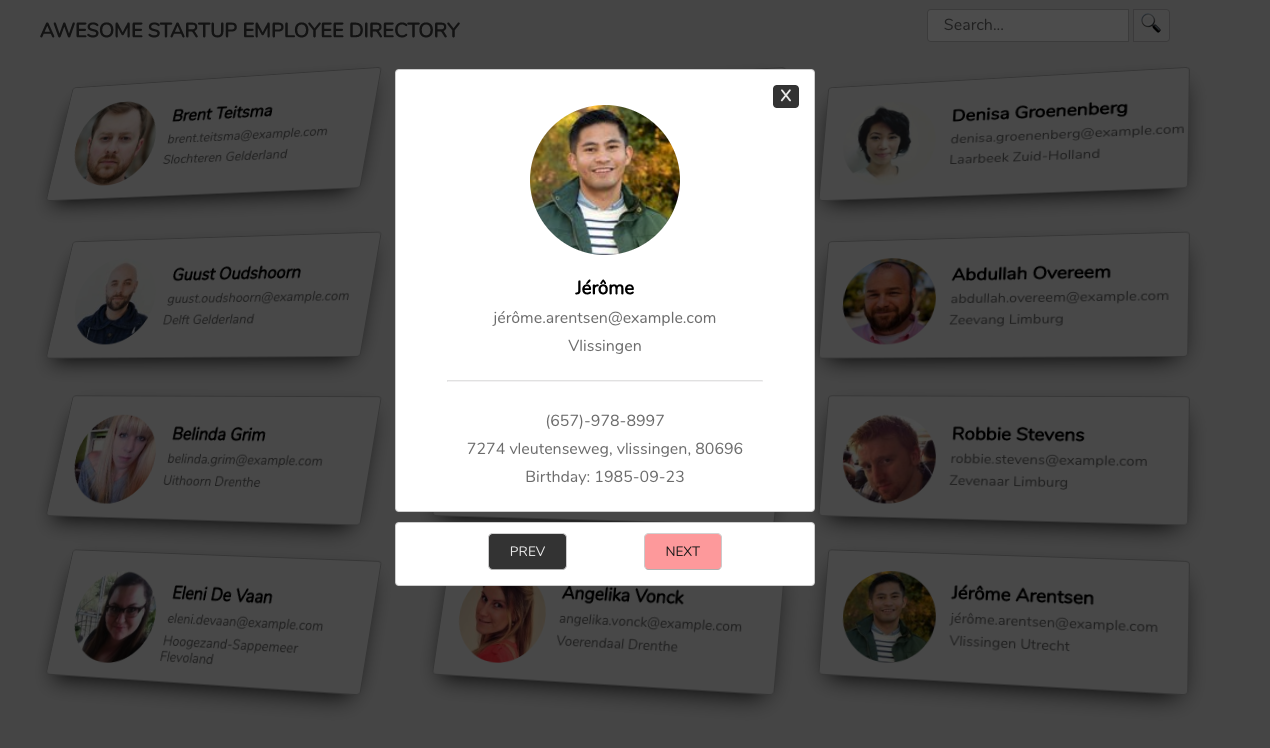 AWESOME STARTUP EMPLOYEE DIRECTORY
Search...
Brent Teitsma
brent.teitsma@example.com
Slochteren Gelderland
Denisa Groenenberg
denisa.groenenberg@example.com
Laarbeek Zuid-Holland
Guust Oudshoorn
guust.oudshoorn@example.com
Delft Gelderland
Abdullah Overeem
abdullah.overeem@example.com
Zeevang Limburg
Belinda Grim
belinda.grim@example.com
Uithoorn Drenthe
Robbie Stevens
robbie.stevens@example.com
Zevenaar Limburg
Eleni De Vaan
eleni.devaan@example.com
Hoogezand-Sappemeer
Flevoland
Angelika Vonck
angelika.vonck@example.com
Voerendaal Drenthe
Jérôme Arentsen
jérôme.arentsen@example.com
Vlissingen Utrecht
X
Jérôme
jérôme.arentsen@example.com
Vlissingen
(657)-978-8997
7274 vleutenseweg, vlissingen, 80696
Birthday: 1985-09-23
PREV
NEXT